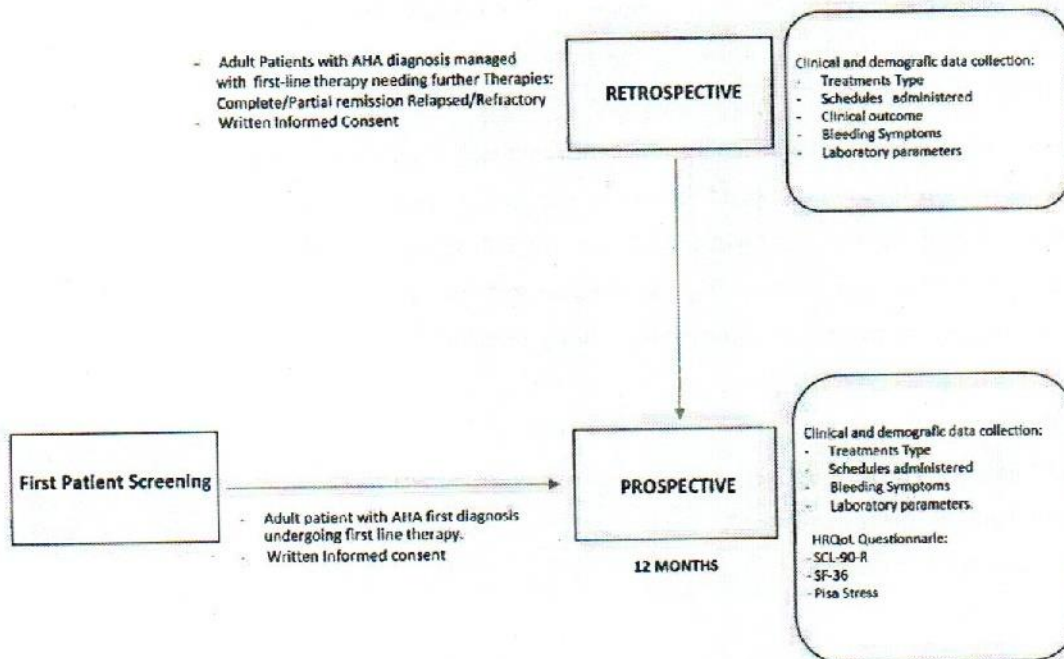 - Adult Patients with AHA diagnosis managed
with first-line therapy needing further Therapies:
Complete/Partial remission Relapsed/Refractory
- Written Informed Consent
RETROSPECTIVE
Clinical and demografic data collection:
- Treatments Type
- Schedules administered
- Clinical outcome
- Bleeding Symptoms
- Laboratory parameters
First Patient Screening
- Adult patient with AHA first diagnosis
undergoing first line therapy.
- Written Informed consent
PROSPECTIVE
12 MONTHS
Clinical and demografic data collection:
- Treatments Type
- Schedules administered
- Bleeding Symptoms
- Laboratory parameters.
HRQoL Questionnarie:
- SCL-90-R
- SF-36
- Pisa Stress